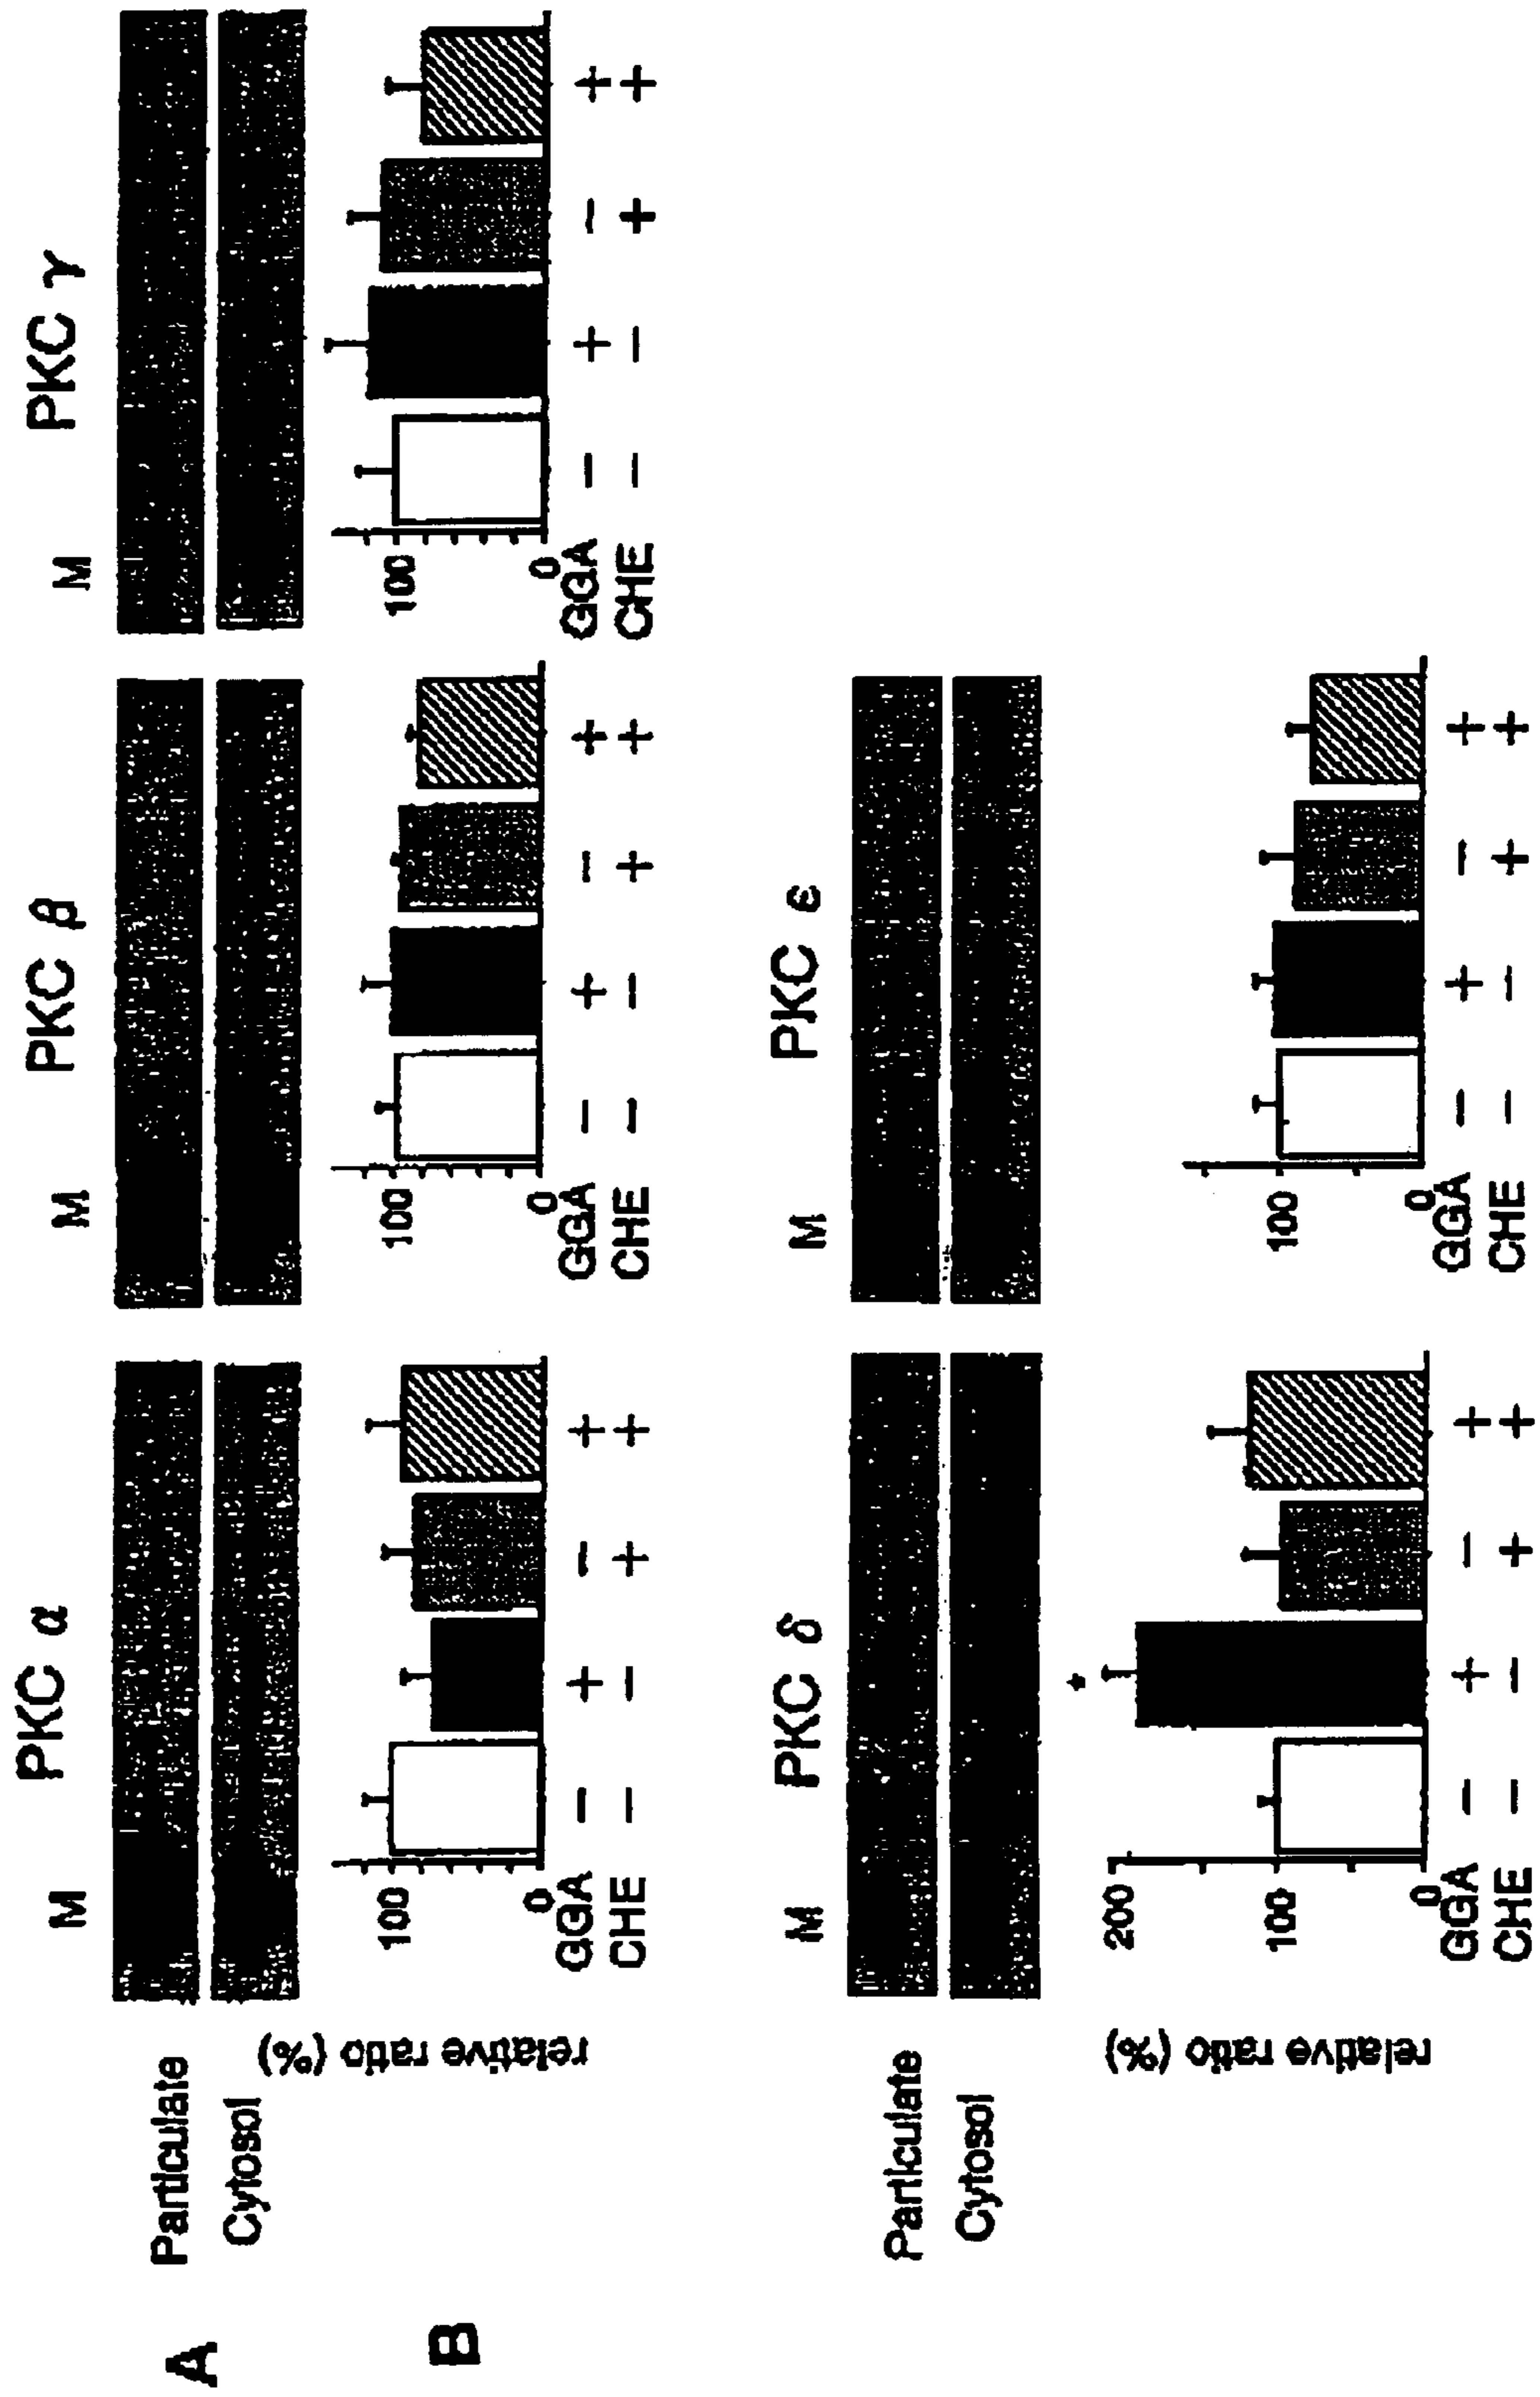 A
PKC α
PKC β
PKC γ
M
M
M
Particulate
Cytosol
B
relative ratio (%)
100
0
100
0
100
0
GGA − + − +
CHE − − + +
GGA − + − +
CHE − − + +
GGA − + − +
CHE − − + +
M PKC δ
M PKC ε
Particulate
Cytosol
relative ratio (%)
*
200
100
0
100
0
GGA − + − +
CHE − − + +
GGA − + − +
CHE − − + +